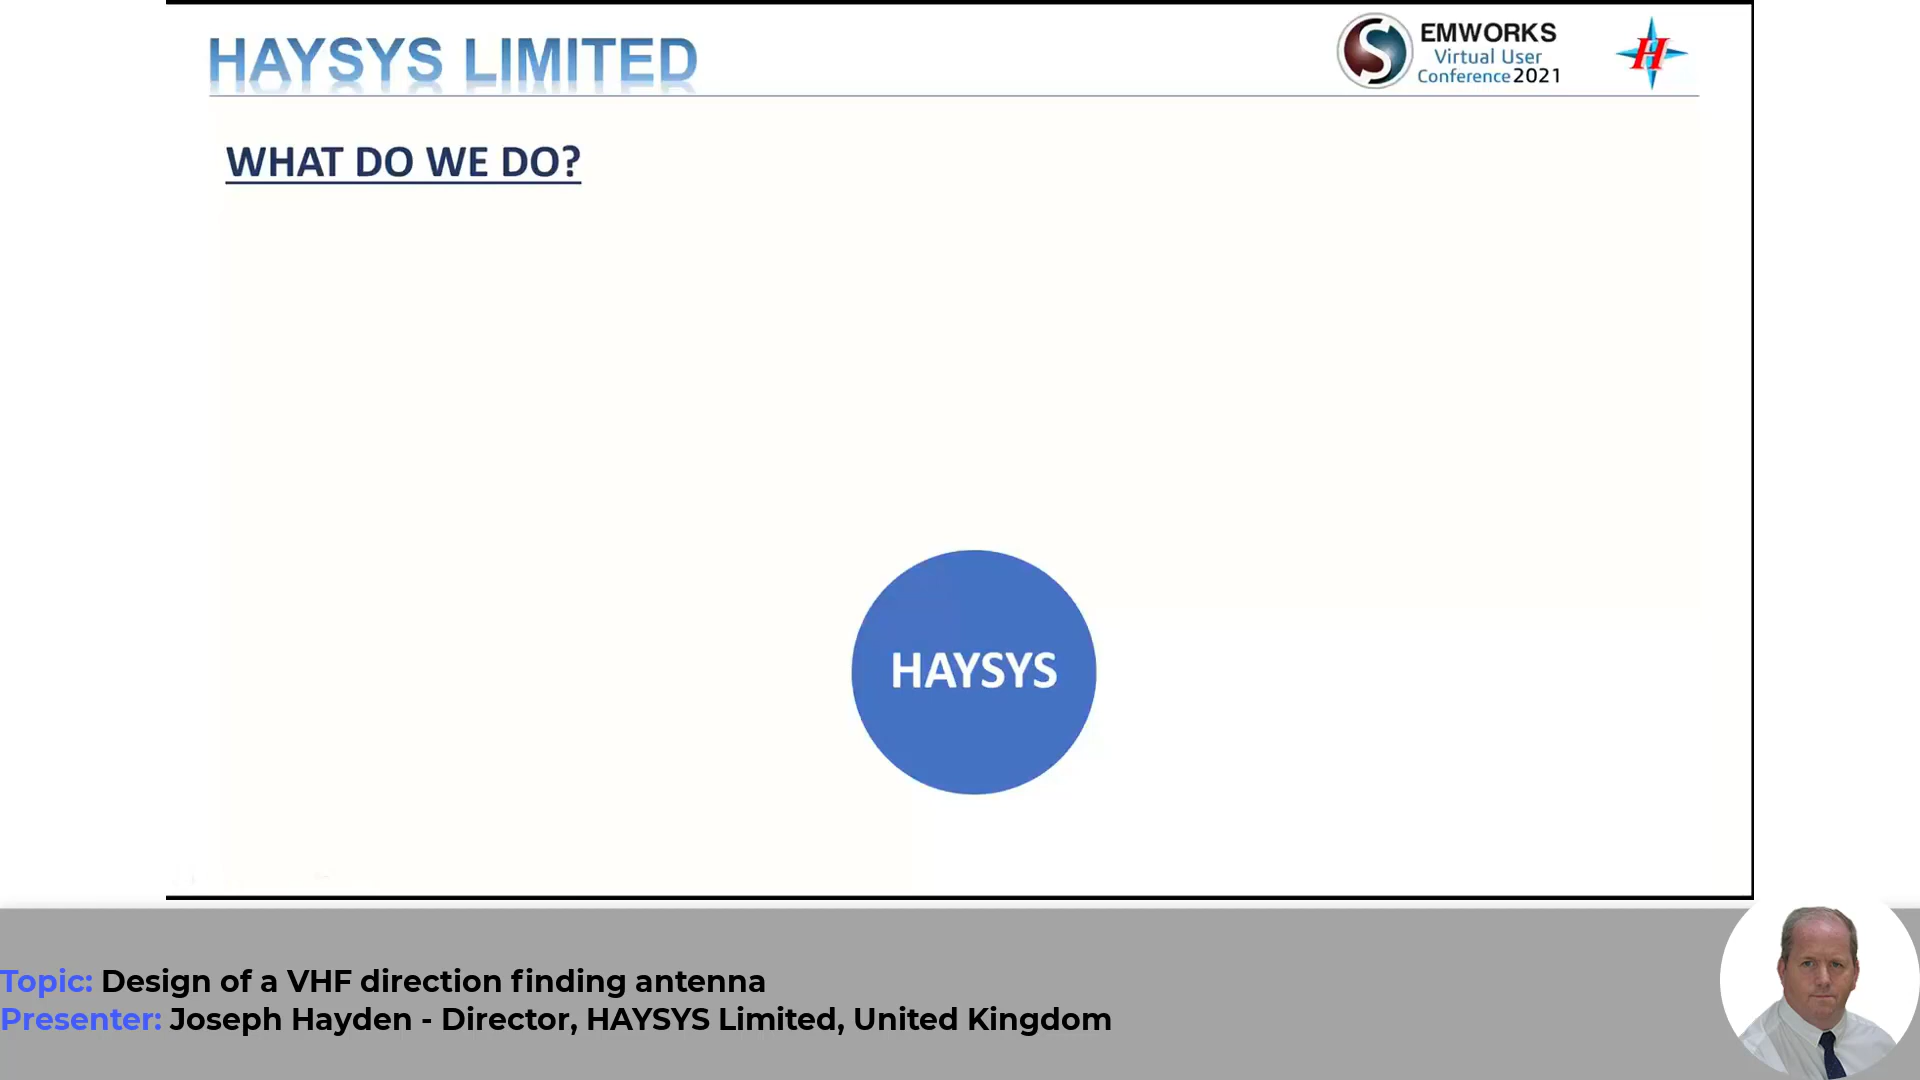 HAYSYS LIMITED
EMWORKS
Virtual User
Conference 2021
H
WHAT DO WE DO?
HAYSYS
Topic: Design of a VHF direction finding antenna
Presenter: Joseph Hayden - Director, HAYSYS Limited, United Kingdom